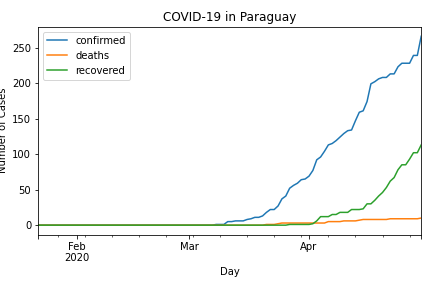 COVID-19 in Paraguay
confirmed
deaths
recovered
250
200
150
100
50
0
Number of Cases
Feb
2020
Mar
Apr
Day